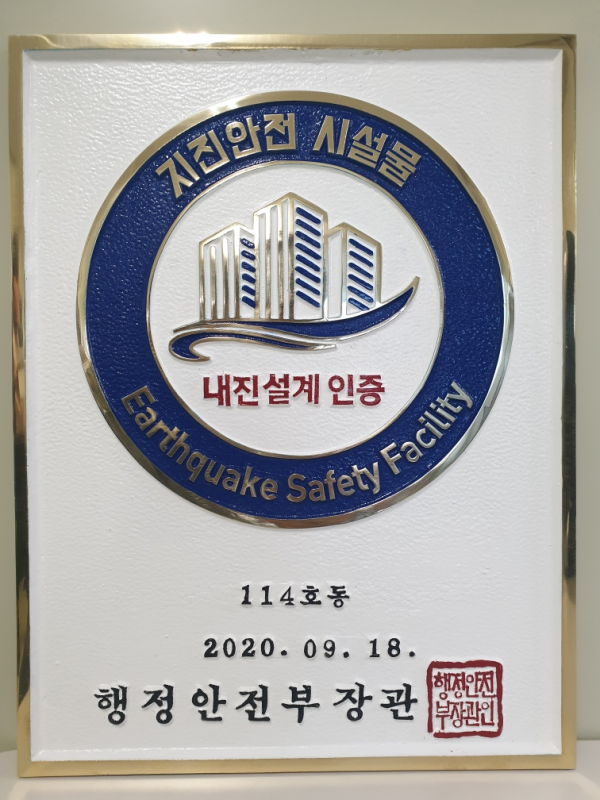 지진안전 시설물
내진설계 인증
Earthquake Safety Facility
114호동
2020. 09. 18.
행정안전부장관
행정안전
부장관인